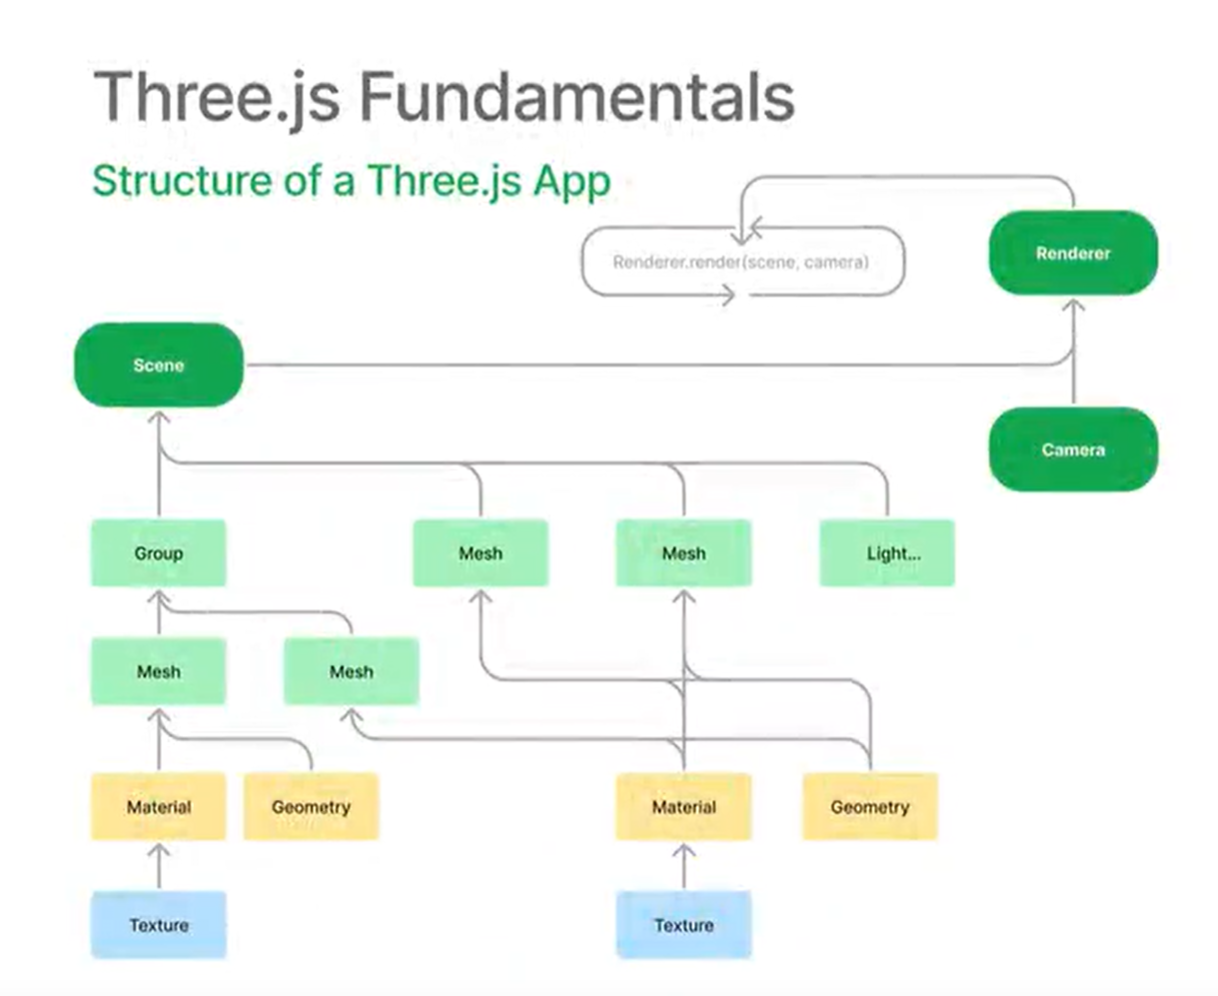 Three.js Fundamentals
Structure of a Three.js App
Renderer.render(scene, camera)
Renderer
Scene
Camera
Group
Mesh
Mesh
Light...
Mesh
Mesh
Material
Geometry
Material
Geometry
Texture
Texture